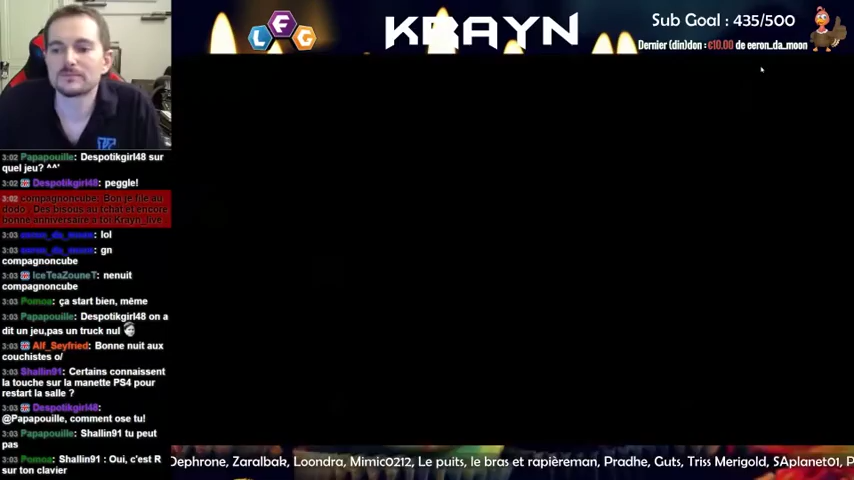 LFG
KRAYN
Sub Goal : 435/500
Dernier (din)don : €10.00 de eeron_da_moon
3:02 Papapouille: Despotikgirl48 sur
quel jeu? ^^'
3:02 Despotikgirl48: peggle!
3:02 compagnoncube: Bon je file au
dodo . Des bisous au tchat et encore
bonne anniversaire à toi Krayn_live
3:03 eeron_da_moon: lol
3:03 eeron_da_moon: gn
compagnoncube
3:03 IceTeaZouneT: nenuit
compagnoncube
3:03 Pomoa: ça start bien, même
3:03 Papapouille: Despotikgirl48 on a
dit un jeu,pas un truck nul
3:03 Alf_Seyfried: Bonne nuit aux
couchistes o/
3:03 Shallin91: Certains connaissent
la touche sur la manette PS4 pour
restart la salle ?
3:03 Despotikgirl48:
@Papapouille, comment ose tu!
3:03 Papapouille: Shallin91 tu peut
pas
3:03 Pomoa: Shallin91 : Oui, c'est R
sur ton clavier
Dephrone, Zaralbak, Loondra, Mimic0212, Le puits, le bras et rapièreman, Pradhe, Guts, Triss Merigold, SAplanet01, P